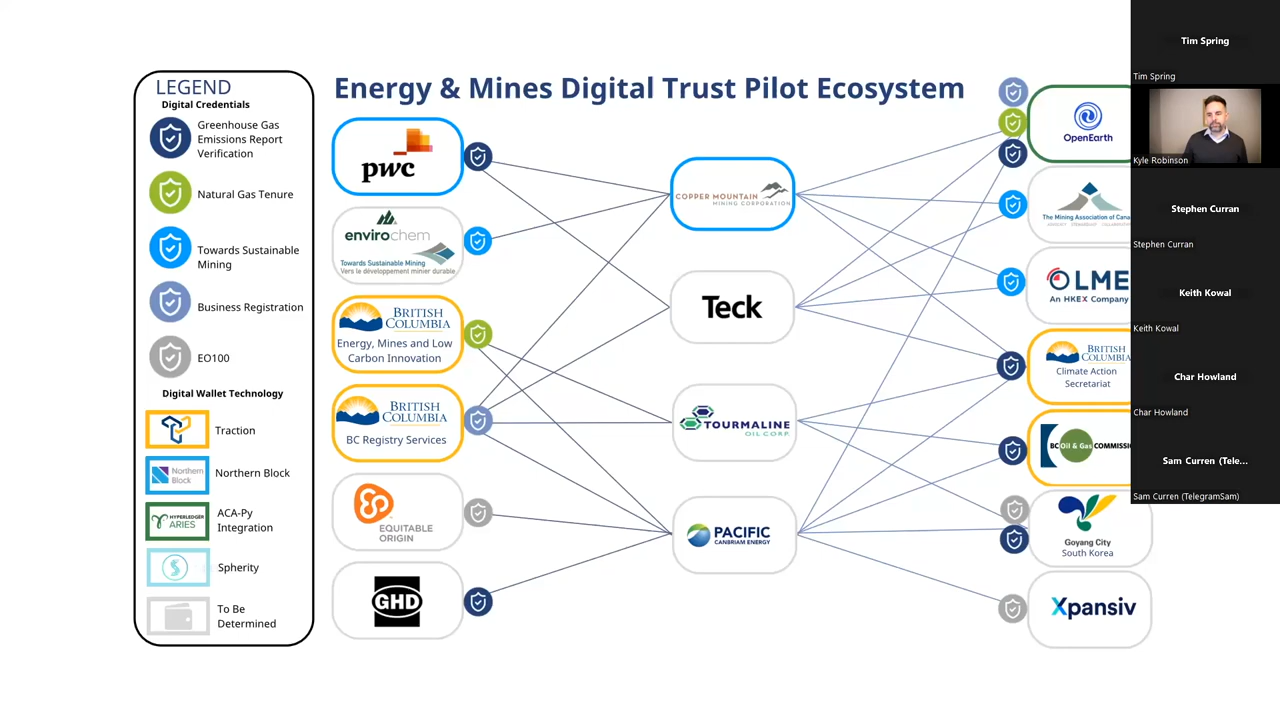 LEGEND
Digital Credentials
Greenhouse Gas
Emissions Report
Verification
Natural Gas Tenure
Towards Sustainable
Mining
Business Registration
EO100
Digital Wallet Technology
Traction
Northern
Block
Northern Block
HYPERLEDGER
ARIES
ACA-Py
Integration
Spherity
To Be
Determined
Energy & Mines Digital Trust Pilot Ecosystem
pwc
envirochem
Towards Sustainable Mining
Vers le développement minier durable
BRITISH
COLUMBIA
Energy, Mines and Low
Carbon Innovation
BRITISH
COLUMBIA
BC Registry Services
EQUITABLE
ORIGIN
GHD
COPPER MOUNTAIN
MINING CORPORATION
Teck
TOURMALINE
OIL CORP.
PACIFIC
CANBRIAM ENERGY
OpenEarth
The Mining Association of Cana
LME
An HKEX Company
BRITISH
COLUMBIA
Climate Action
Secretariat
BC Oil & Gas COMMISSIO
Goyang City
South Korea
Xpansiv
Tim Spring
Tim Spring
Kyle Robinson
Stephen Curran
Stephen Curran
Keith Kowal
Keith Kowal
Char Howland
Char Howland
Sam Curren (Tele...
Sam Curren (TelegramSam)